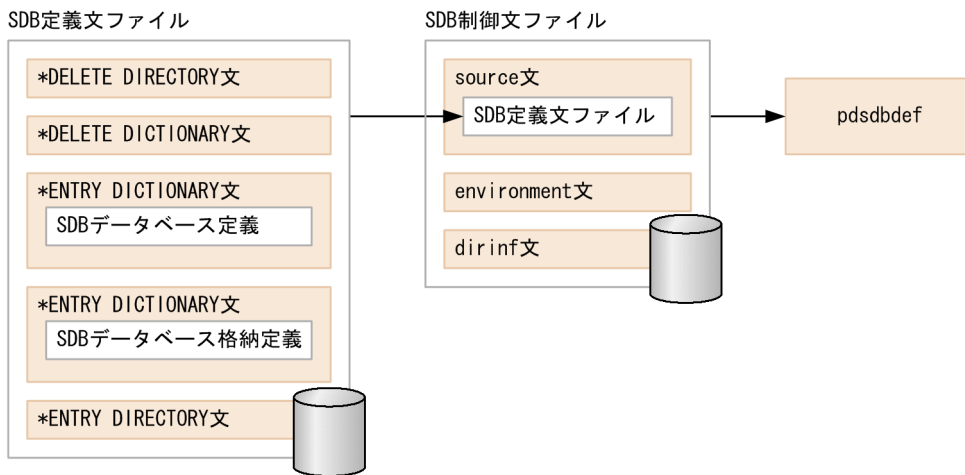 SDB定義文ファイル
*DELETE DIRECTORY文
*DELETE DICTIONARY文
*ENTRY DICTIONARY文
SDBデータベース定義
*ENTRY DICTIONARY文
SDBデータベース格納定義
*ENTRY DIRECTORY文
SDB制御文ファイル
source文
SDB定義文ファイル
environment文
dirinf文
pdsdbdef